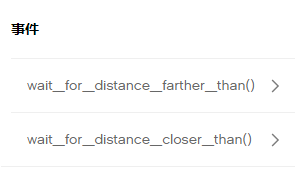 事件
wait_for_distance_farther_than()
wait_for_distance_closer_than()